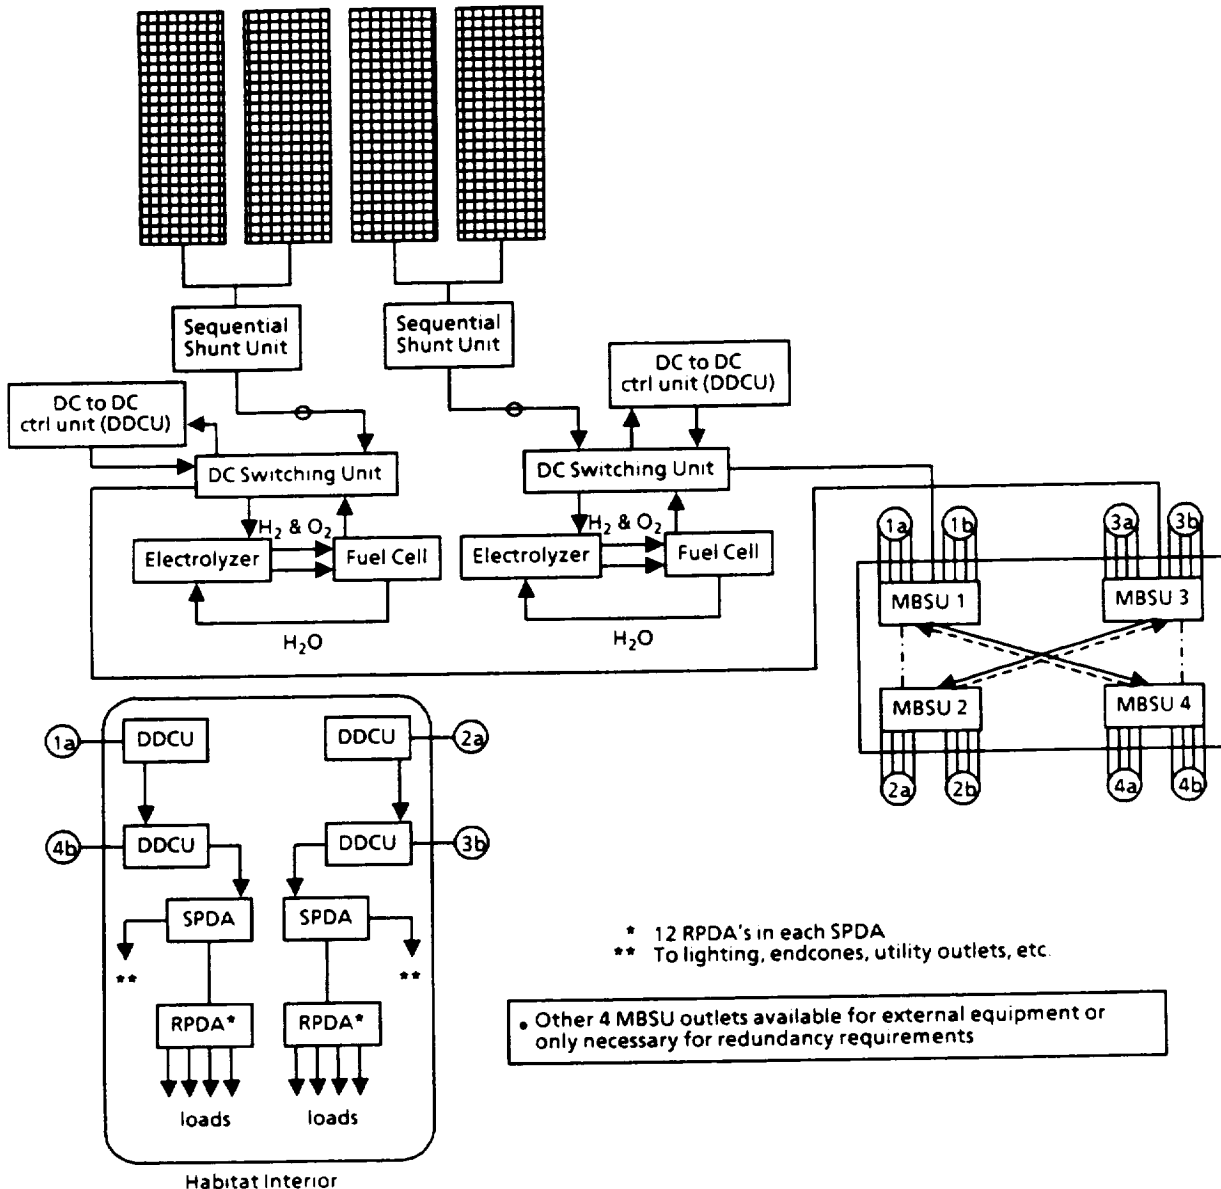 Sequential
Shunt Unit
Sequential
Shunt Unit
DC to DC
ctrl unit (DDCU)
DC to DC
ctrl unit (DDCU)
DC Switching Unit
DC Switching Unit
H2 & O2
H2 & O2
Electrolyzer
Fuel Cell
Electrolyzer
Fuel Cell
H2O
H2O
1a
1b
3a
3b
MBSU 1
MBSU 3
MBSU 2
MBSU 4
2a
2b
4a
4b
1a
DDCU
DDCU
2a
4b
DDCU
DDCU
3b
SPDA
SPDA
**
**
RPDA*
RPDA*
loads
loads
Habitat Interior
* 12 RPDA's in each SPDA
** To lighting, endcones, utility outlets, etc.
• Other 4 MBSU outlets available for external equipment or
only necessary for redundancy requirements